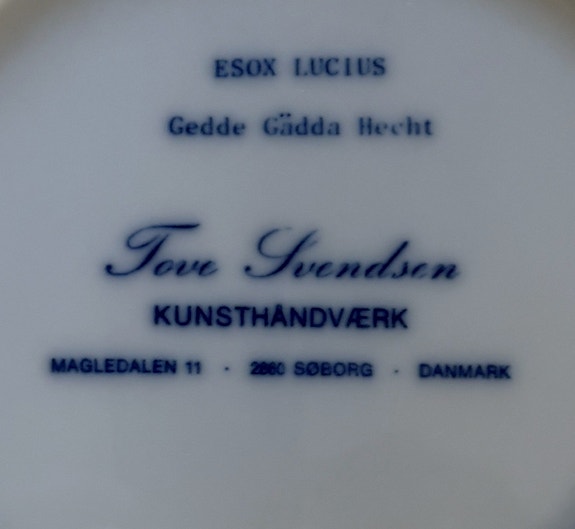 ESOX LUCIUS
Gedde Gädda Hecht
Tove Svendsen
KUNSTHÅNDVÆRK
MAGLEDALEN 11 · 2860 SØBORG · DANMARK